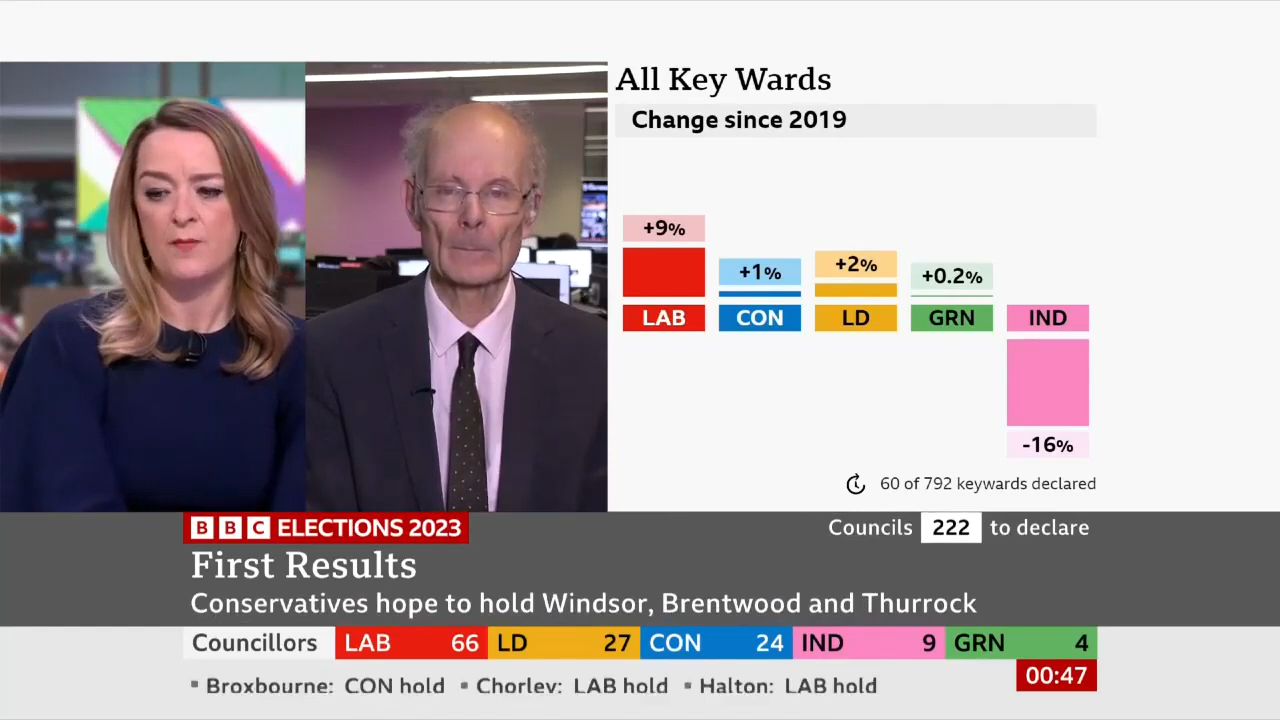 All Key Wards
Change since 2019
+9%
+1%
+2%
+0.2%
LAB
CON
LD
GRN
IND
-16%
60 of 792 keywards declared
BBC ELECTIONS 2023
Councils 222 to declare
First Results
Conservatives hope to hold Windsor, Brentwood and Thurrock
Councillors LAB 66 LD 27 CON 24 IND 9 GRN 4
Broxbourne: CON hold ▪ Chorley: LAB hold ▪ Halton: LAB hold
00:47